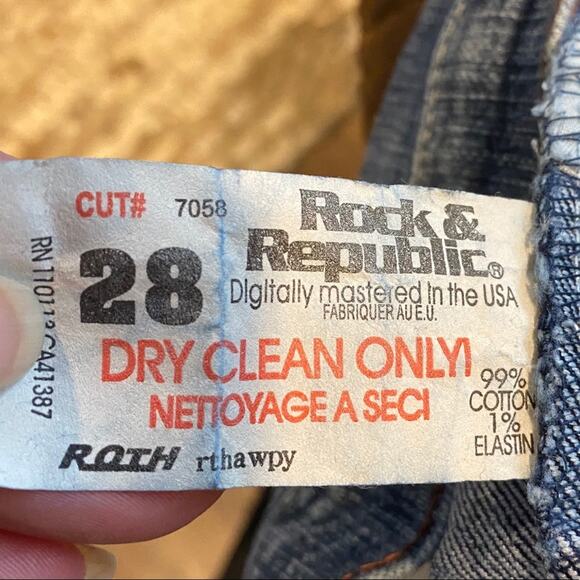 CUT# 7058
28
Rock &
Republic®
Digitally mastered in the USA
FABRIQUER AU E.U.
DRY CLEAN ONLY!
NETTOYAGE A SEC!
R.O.T.H rthawpy
99%
COTTON
1%
ELASTIN
CA41387